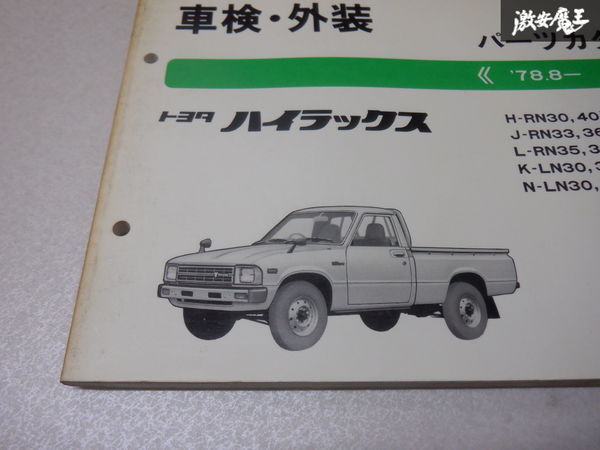 激安魔王
車検・外装
パーツカタ
≪ '78.8−
トヨタ ハイラックス
H-RN30, 40
J-RN33, 36
L-RN35, 3
K-LN30, 3
N-LN30,